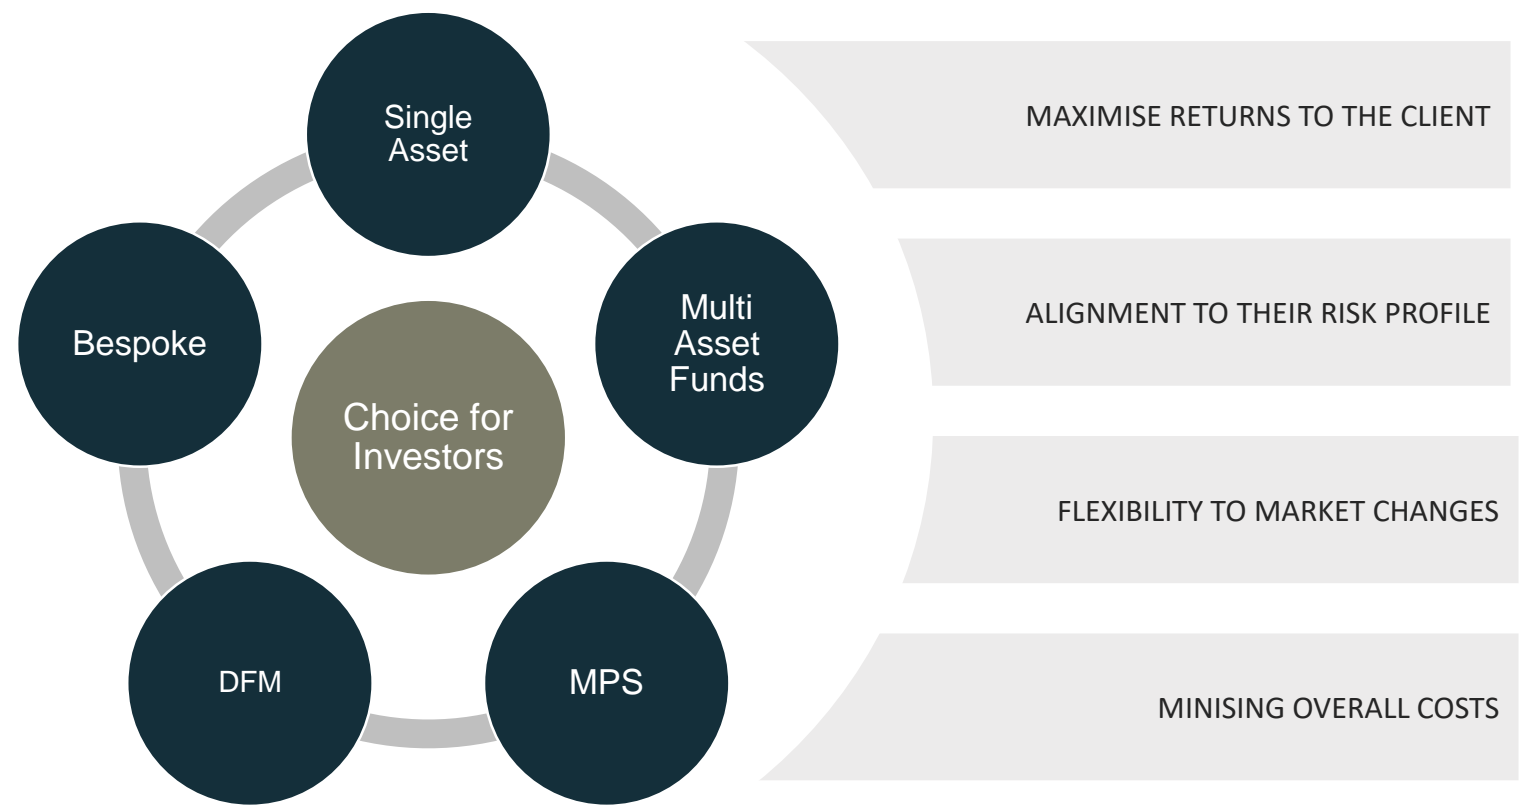 Single
Asset
Multi
Asset
Funds
MPS
DFM
Bespoke
Choice for
Investors
MAXIMISE RETURNS TO THE CLIENT
ALIGNMENT TO THEIR RISK PROFILE
FLEXIBILITY TO MARKET CHANGES
MINISING OVERALL COSTS